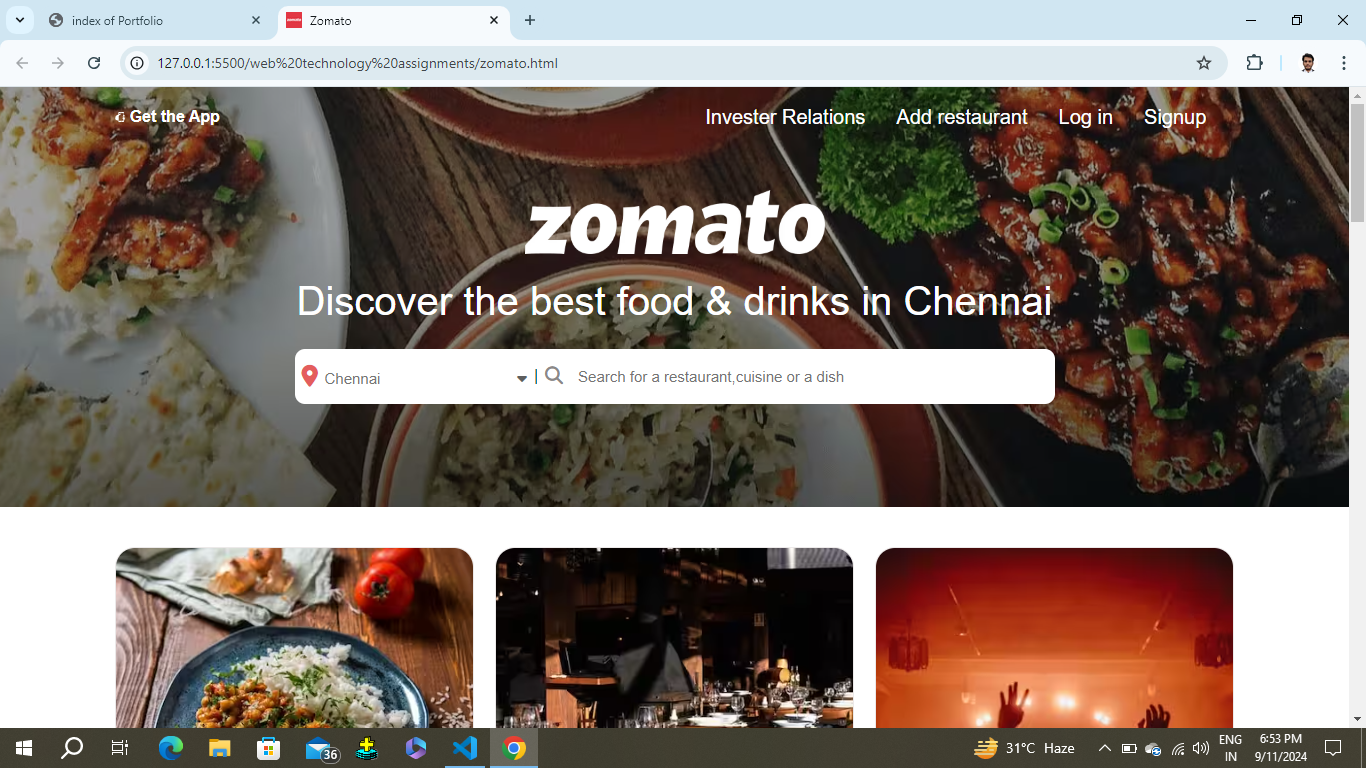 index of Portfolio
Zomato
127.0.0.1:5500/web%20technology%20assignments/zomato.html
Get the App
Invester Relations
Add restaurant
Log in
Signup
zomato
Discover the best food & drinks in Chennai
Chennai
Search for a restaurant,cuisine or a dish
36
31°C Haze
ENG
IN
6:53 PM
9/11/2024